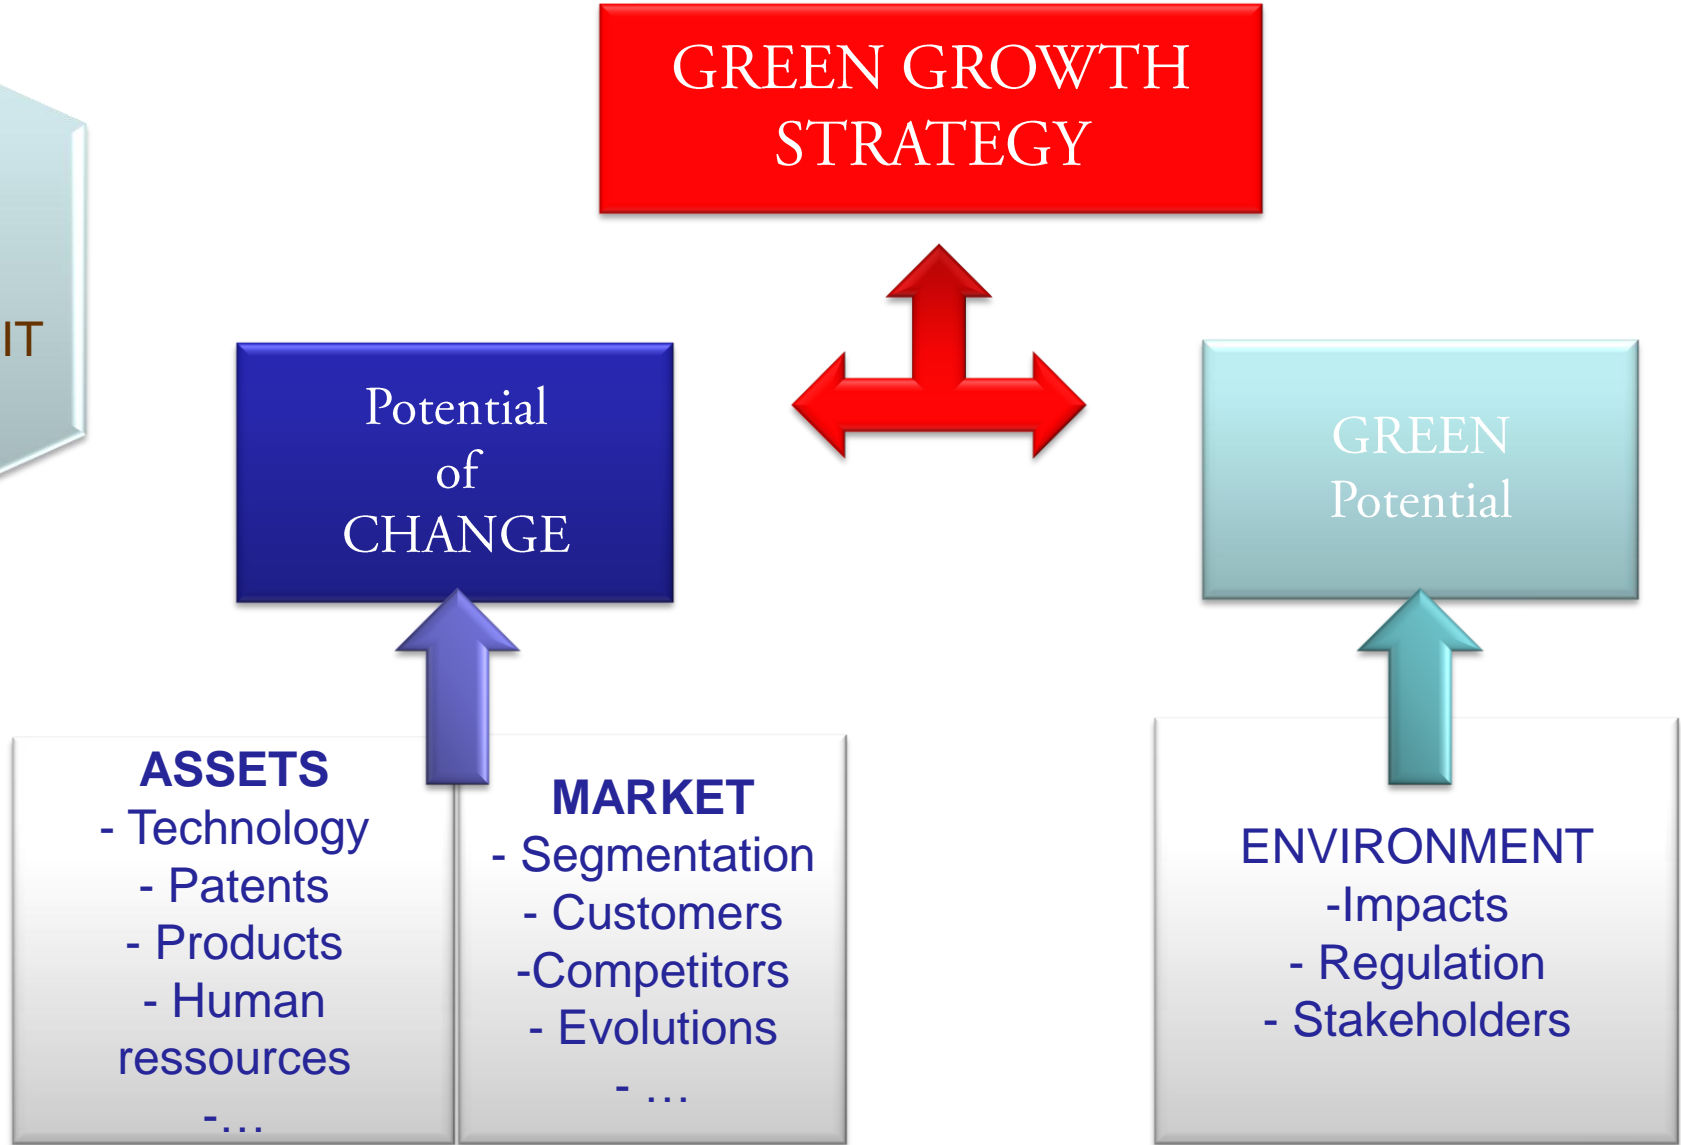 GREEN GROWTH
STRATEGY
IT
Potential
of
CHANGE
GREEN
Potential
ASSETS
- Technology
- Patents
- Products
- Human
ressources
-…
MARKET
- Segmentation
- Customers
-Competitors
- Evolutions
- …
ENVIRONMENT
-Impacts
- Regulation
- Stakeholders